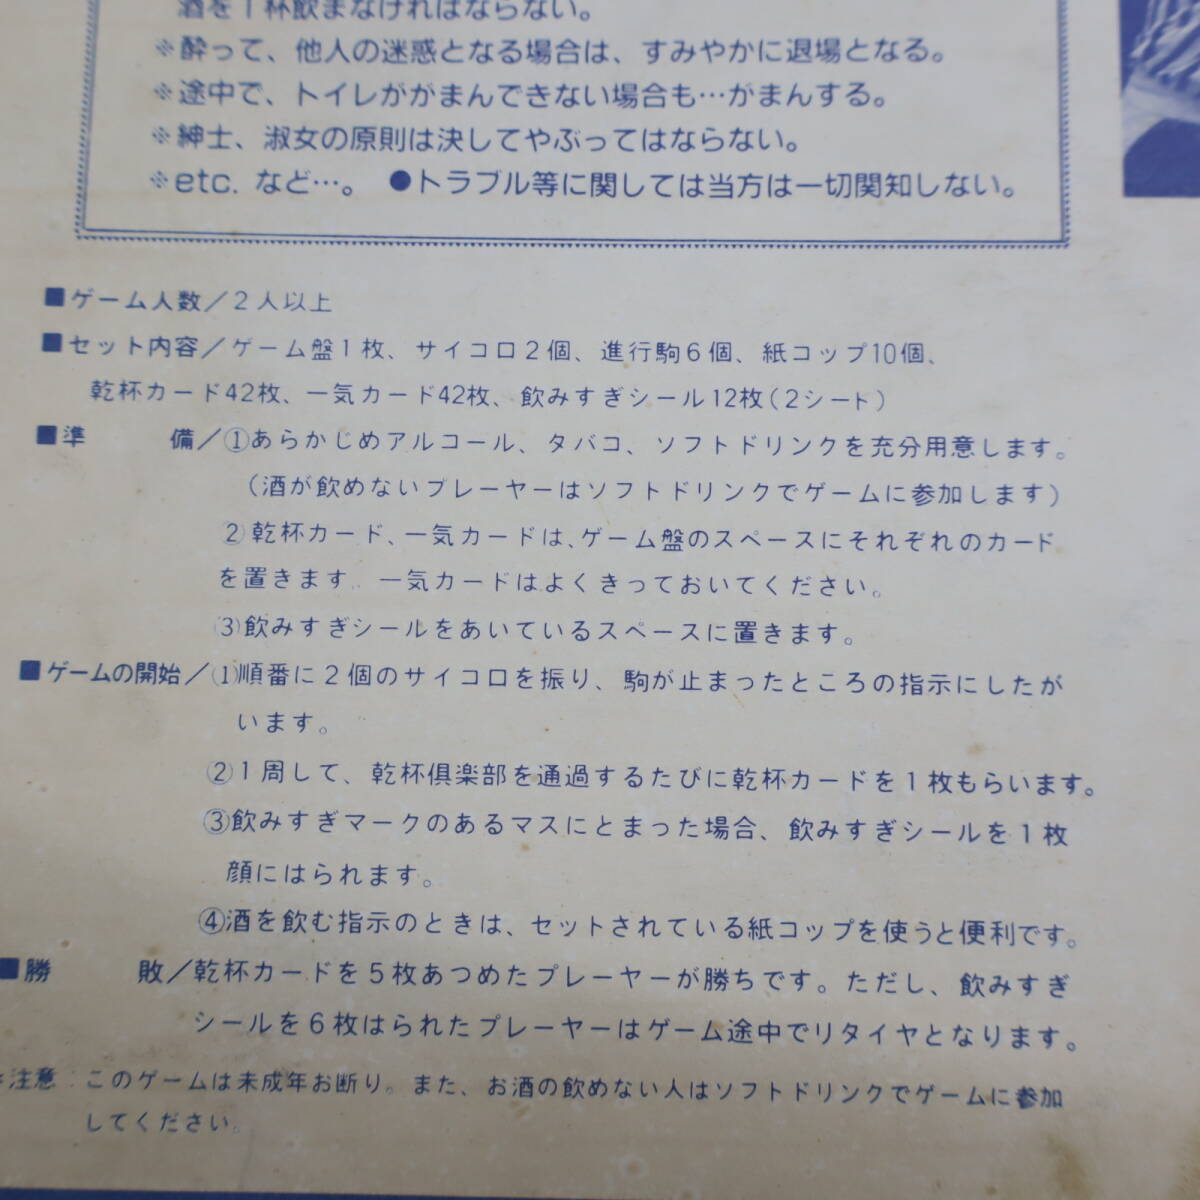 酒を1杯飲まなければならない。
※酔って、他人の迷惑となる場合は、すみやかに退場となる。
※途中で、トイレががまんできない場合も…がまんする。
※紳士、淑女の原則は決してやぶってはならない。
※etc. など…。 ●トラブル等に関しては当方は一切関知しない。
■ゲーム人数／2人以上
■セット内容／ゲーム盤1枚、サイコロ2個、進行駒6個、紙コップ10個、
乾杯カード42枚、一気カード42枚、飲みすぎシール12枚(2シート)
■準　備／①あらかじめアルコール、タバコ、ソフトドリンクを充分用意します。
(酒が飲めないプレーヤーはソフトドリンクでゲームに参加します)
②乾杯カード、一気カードは、ゲーム盤のスペースにそれぞれのカード
を置きます。一気カードはよくきっておいてください。
③飲みすぎシールをあいているスペースに置きます。
■ゲームの開始／①順番に2個のサイコロを振り、駒が止まったところの指示にしたが
います。
②1周して、乾杯倶楽部を通過するたびに乾杯カードを1枚もらいます。
③飲みすぎマークのあるマスにとまった場合、飲みすぎシールを1枚
顔にはられます。
④酒を飲む指示のときは、セットされている紙コップを使うと便利です。
■勝　敗／乾杯カードを5枚あつめたプレーヤーが勝ちです。ただし、飲みすぎ
シールを6枚はられたプレーヤーはゲーム途中でリタイヤとなります。
※注意 このゲームは未成年お断り。また、お酒の飲めない人はソフトドリンクでゲームに参加
してください。